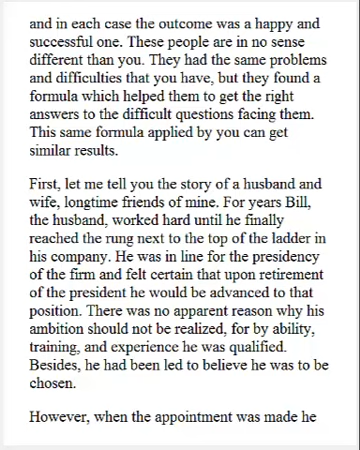 and in each case the outcome was a happy and
successful one. These people are in no sense
different than you. They had the same problems
and difficulties that you have, but they found a
formula which helped them to get the right
answers to the difficult questions facing them.
This same formula applied by you can get
similar results.
First, let me tell you the story of a husband and
wife, longtime friends of mine. For years Bill,
the husband, worked hard until he finally
reached the rung next to the top of the ladder in
his company. He was in line for the presidency
of the firm and felt certain that upon retirement
of the president he would be advanced to that
position. There was no apparent reason why his
ambition should not be realized, for by ability,
training, and experience he was qualified.
Besides, he had been led to believe he was to be
chosen.
However, when the appointment was made he